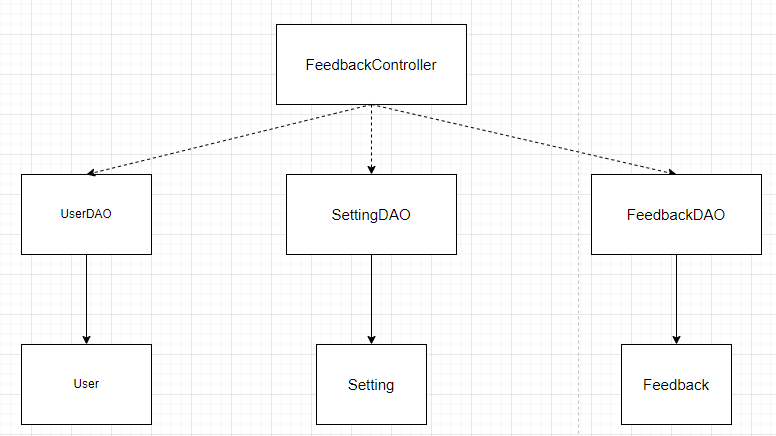 FeedbackController
UserDAO
SettingDAO
FeedbackDAO
User
Setting
Feedback